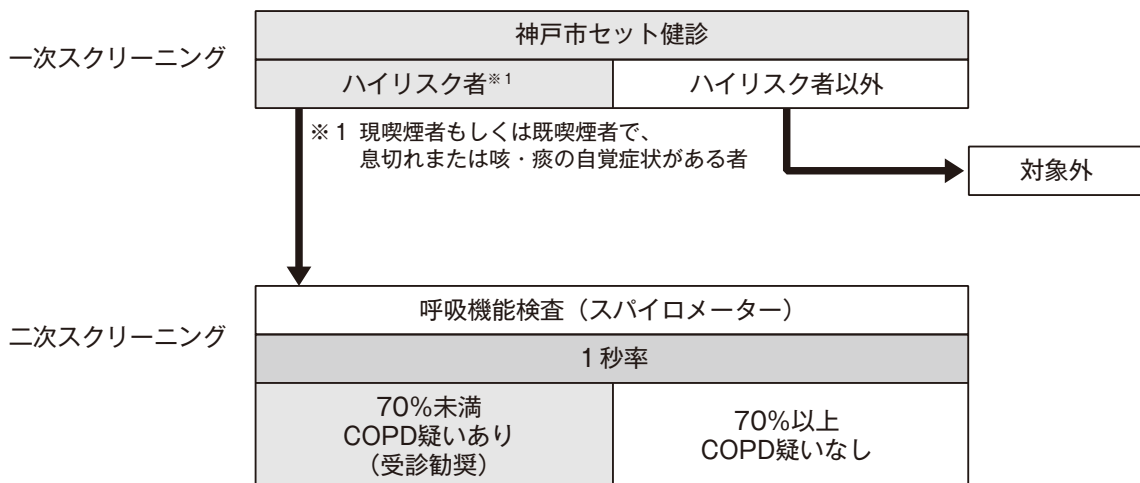 一次スクリーニング
神戸市セット健診
ハイリスク者※1
ハイリスク者以外
※1 現喫煙者もしくは既喫煙者で、
息切れまたは咳・痰の自覚症状がある者
対象外
二次スクリーニング
呼吸機能検査（スパイロメーター）
1秒率
70%未満
COPD疑いあり
（受診勧奨）
70%以上
COPD疑いなし